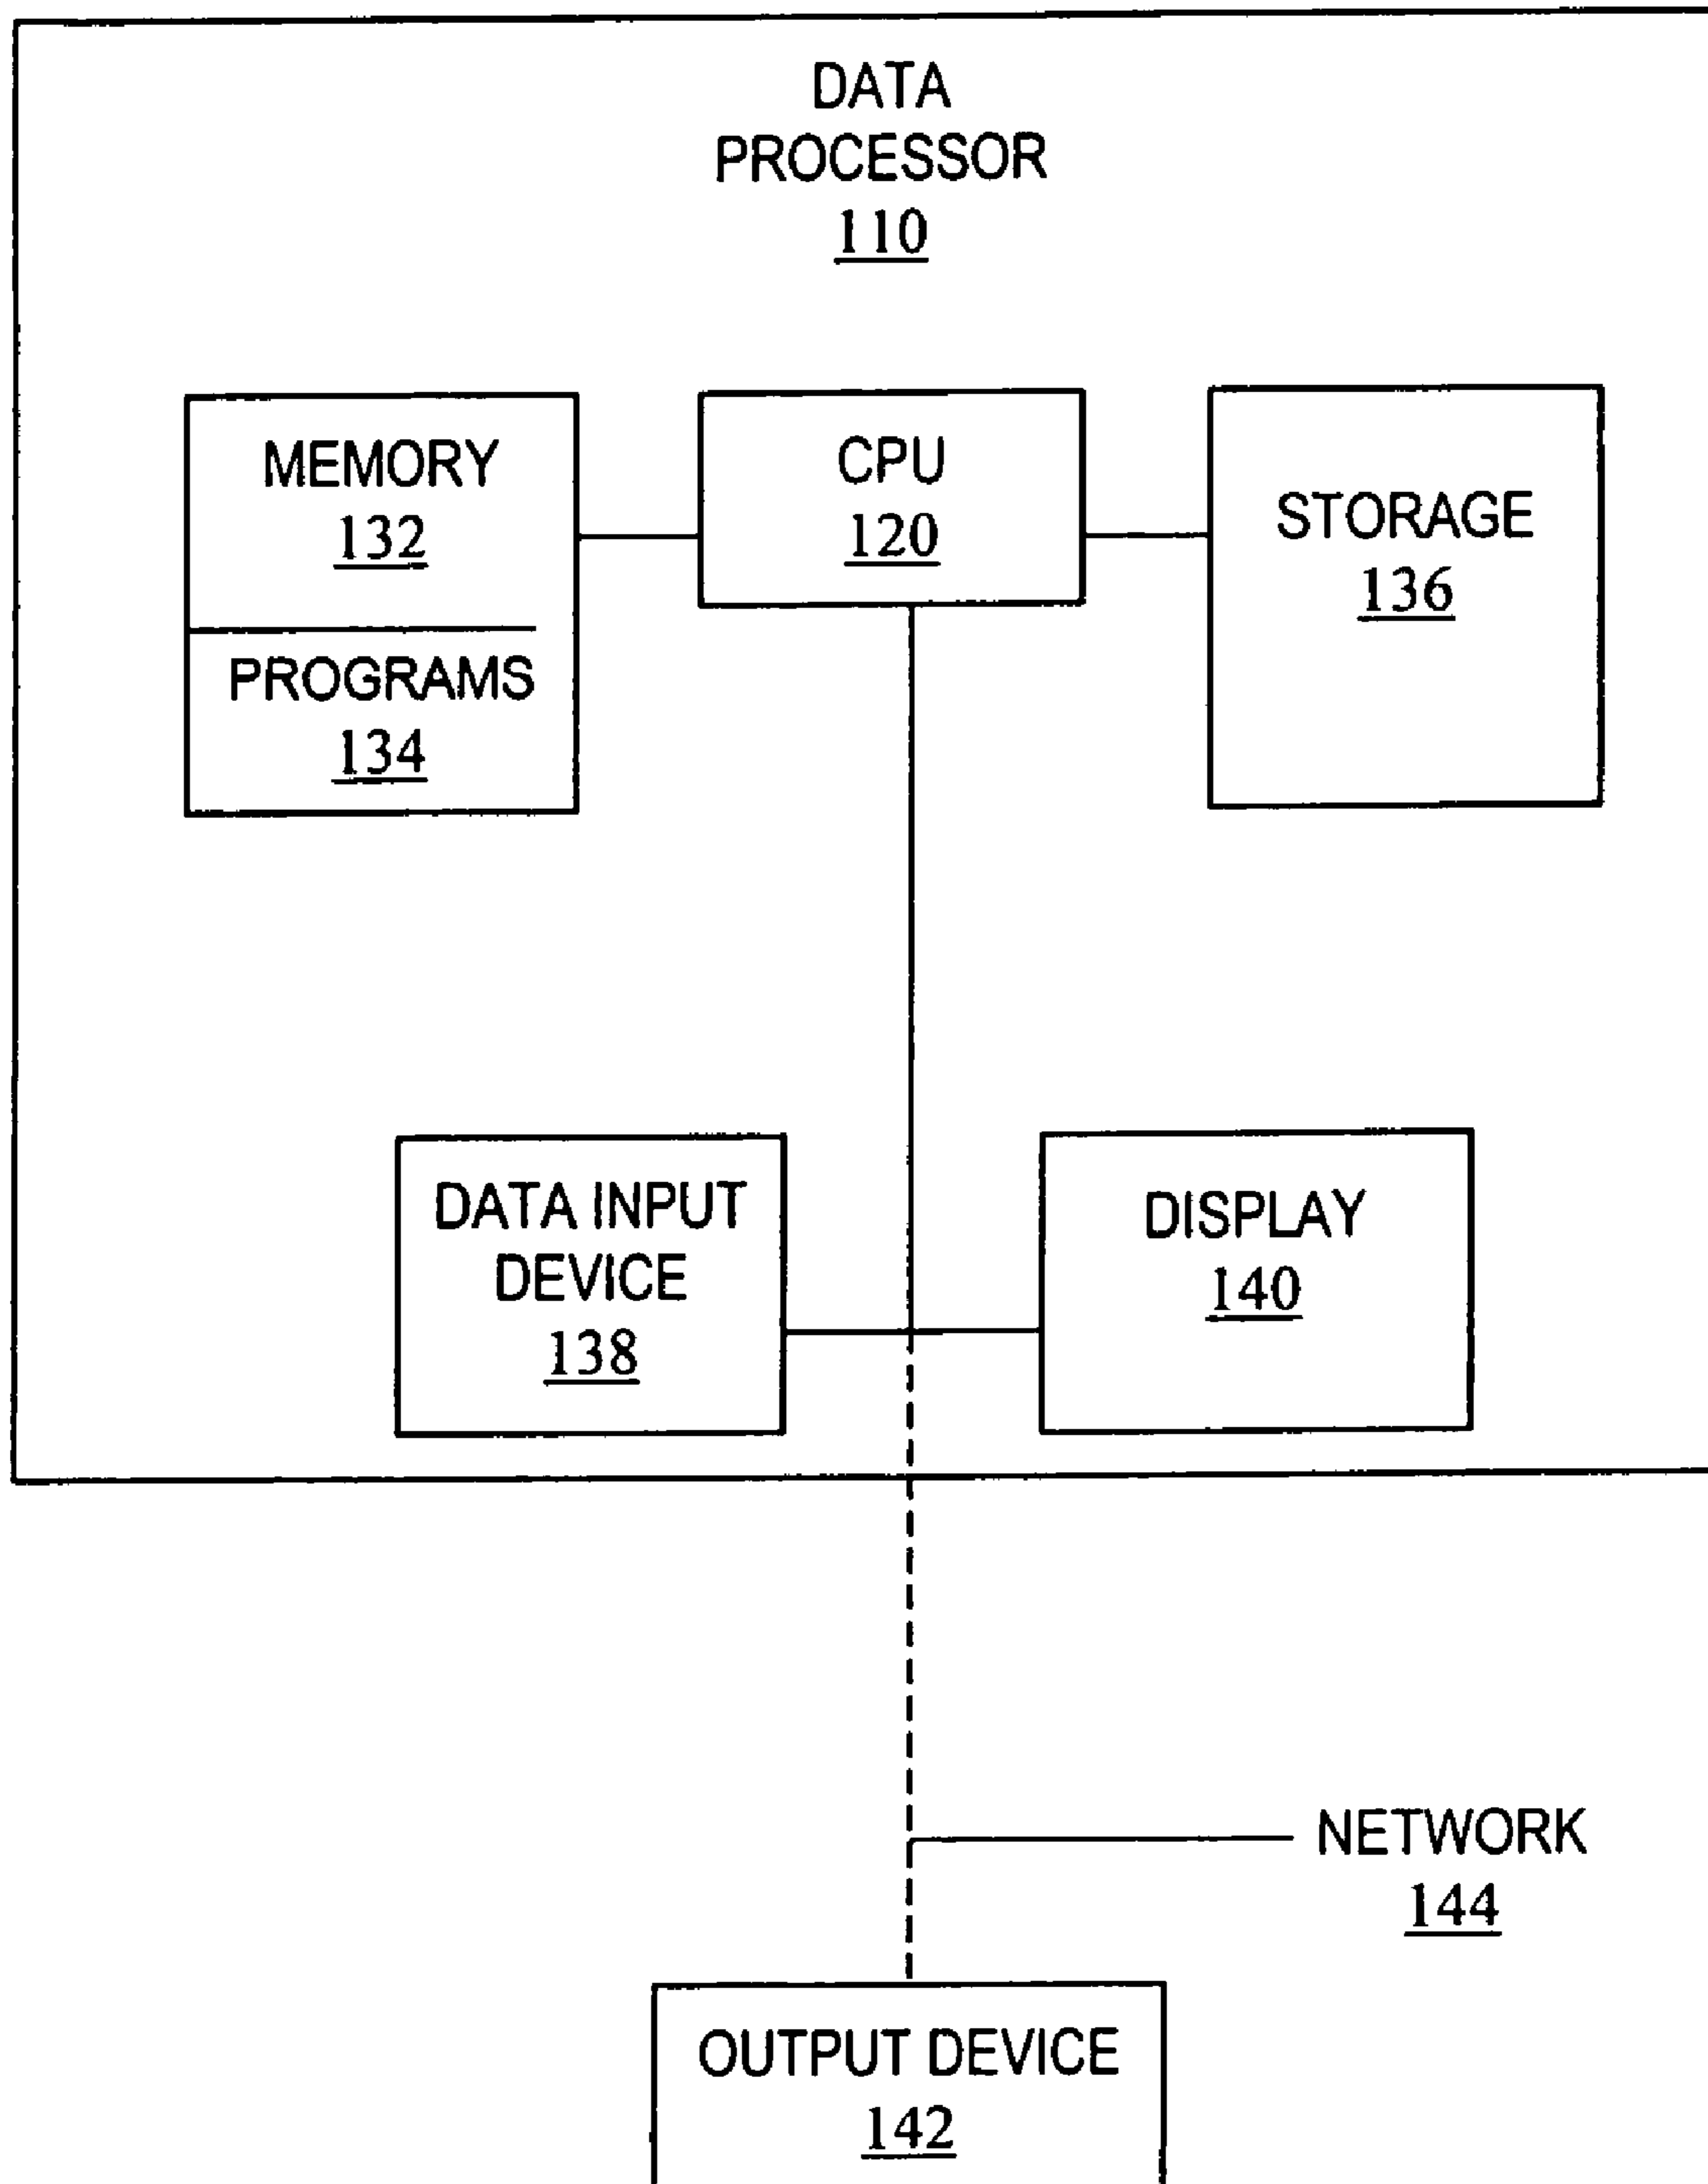 DATA
PROCESSOR
110
MEMORY
132
PROGRAMS
134
CPU
120
STORAGE
136
DATA INPUT
DEVICE
138
DISPLAY
140
NETWORK
144
OUTPUT DEVICE
142